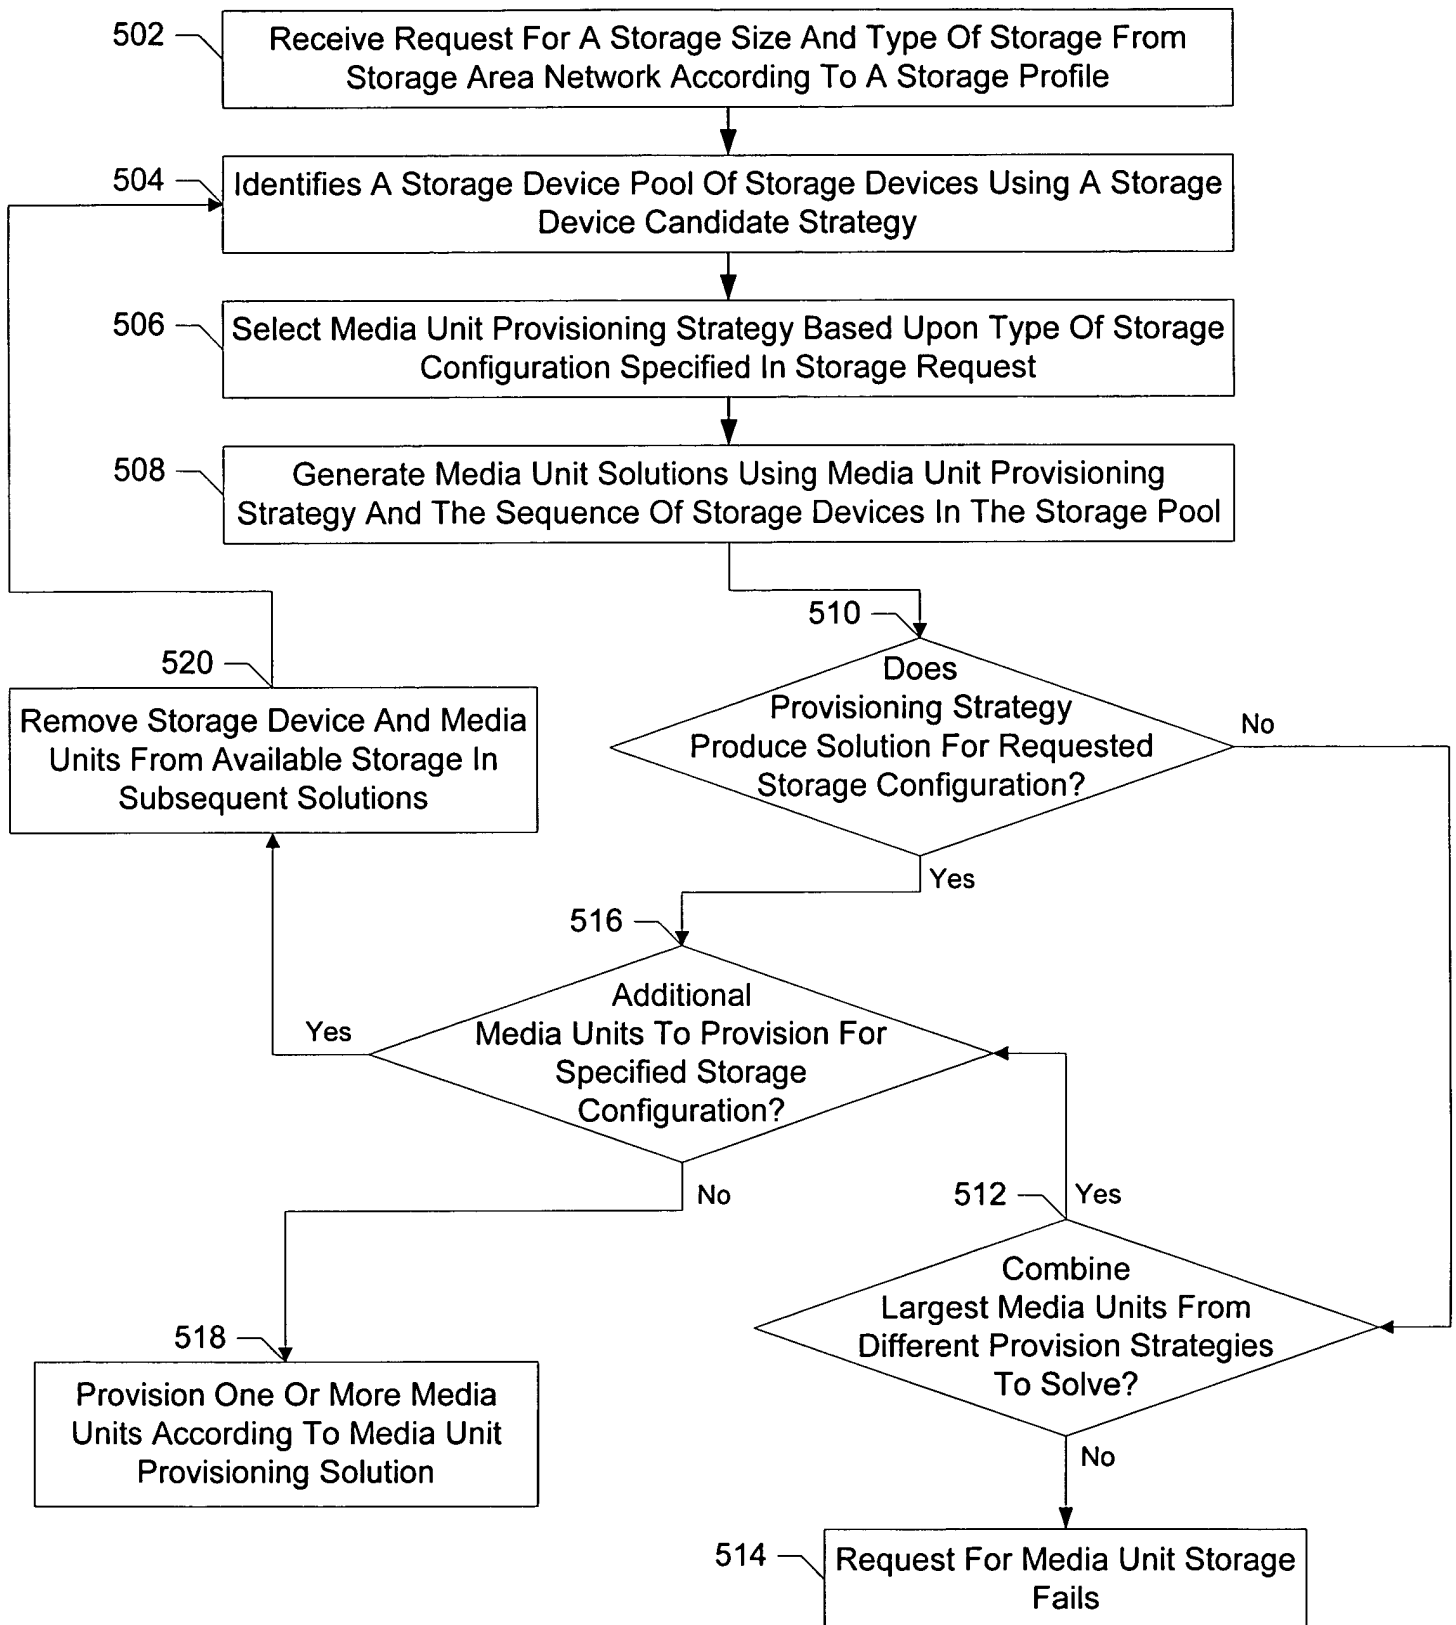 502
Receive Request For A Storage Size And Type Of Storage From
Storage Area Network According To A Storage Profile
504
Identifies A Storage Device Pool Of Storage Devices Using A Storage
Device Candidate Strategy
506
Select Media Unit Provisioning Strategy Based Upon Type Of Storage
Configuration Specified In Storage Request
508
Generate Media Unit Solutions Using Media Unit Provisioning
Strategy And The Sequence Of Storage Devices In The Storage Pool
510
Does
Provisioning Strategy
Produce Solution For Requested
Storage Configuration?
No
Yes
520
Remove Storage Device And Media
Units From Available Storage In
Subsequent Solutions
516
Additional
Media Units To Provision For
Specified Storage
Configuration?
Yes
No
512
Yes
Combine
Largest Media Units From
Different Provision Strategies
To Solve?
No
518
Provision One Or More Media
Units According To Media Unit
Provisioning Solution
514
Request For Media Unit Storage
Fails